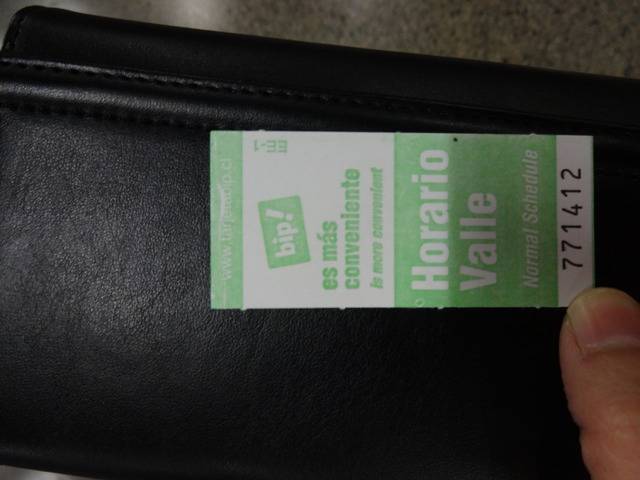 www.tarjetabip.cl
EE-1
bip!
es más
conveniente
is more convenient
Horario
Valle
Normal Schedule
771412